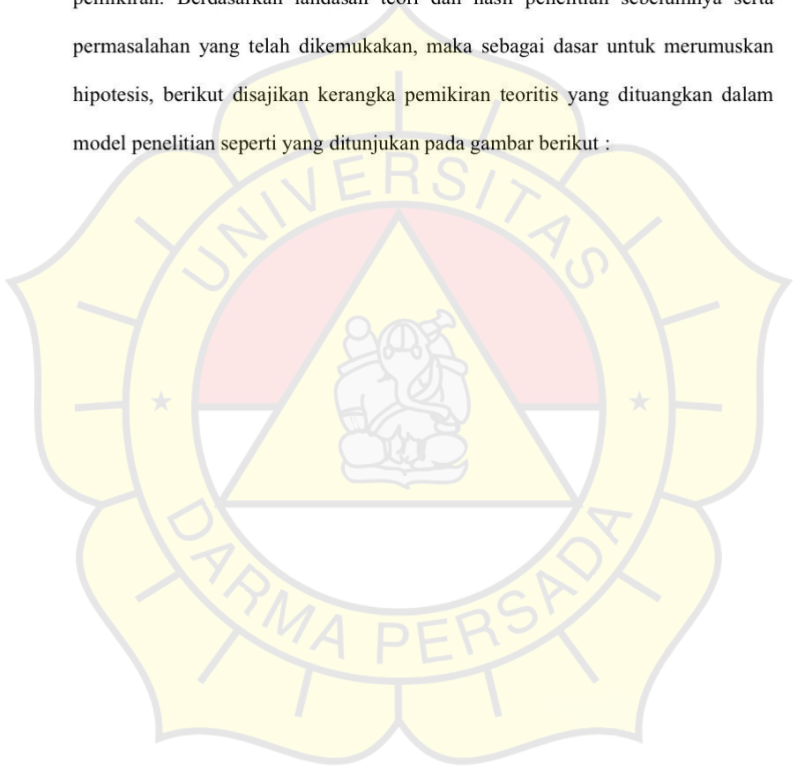 pemikiran. Berdasarkan landasan teori dan hasil penelitian sebelumnya serta
permasalahan yang telah dikemukakan, maka sebagai dasar untuk merumuskan
hipotesis, berikut disajikan kerangka pemikiran teoritis yang dituangkan dalam
model penelitian seperti yang ditunjukan pada gambar berikut :
UNIVERSITAS
DARMA PERSADA